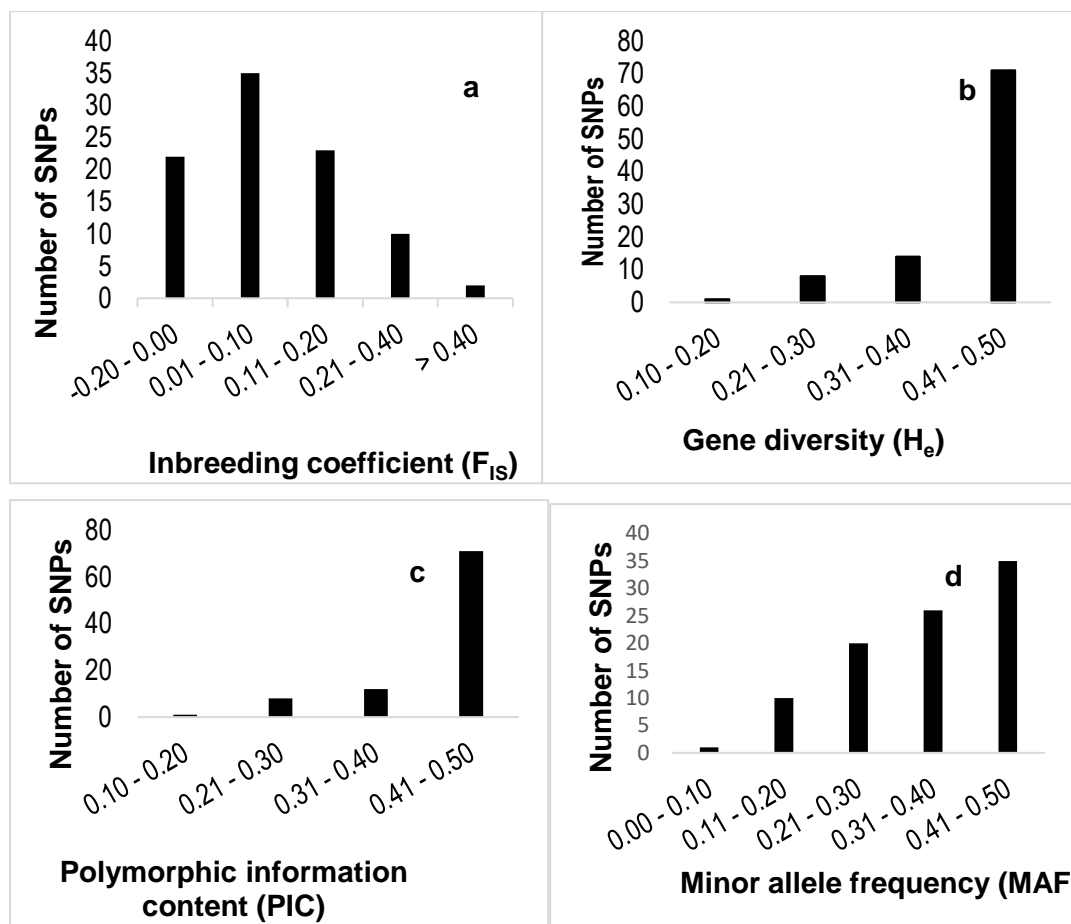 40
35
30
25
20
15
10
5
0
Number of SNPs
a
-0.20 - 0.00
0.01 - 0.10
0.11 - 0.20
0.21 - 0.40
> 0.40
Inbreeding coefficient (FIS)
80
70
60
50
40
30
20
10
0
Number of SNPs
b
0.10 - 0.20
0.21 - 0.30
0.31 - 0.40
0.41 - 0.50
Gene diversity (He)
80
60
40
20
0
Number of SNPs
c
0.10 - 0.20
0.21 - 0.30
0.31 - 0.40
0.41 - 0.50
Polymorphic information
content (PIC)
40
35
30
25
20
15
10
5
0
Number of SNPs
d
0.00 - 0.10
0.11 - 0.20
0.21 - 0.30
0.31 - 0.40
0.41 - 0.50
Minor allele frequency (MAF